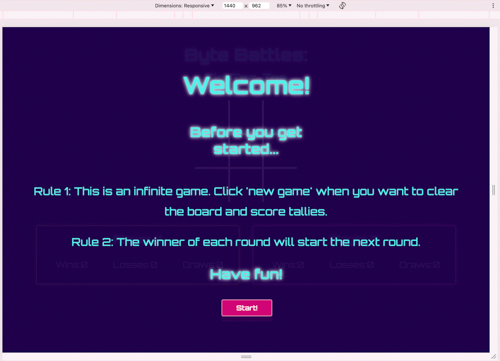 Dimensions: Responsive ▼ 1440 x 962 85% ▼ No throttling ▼
Byte Battles:
Welcome!
Before you get
started...
Rule 1: This is an infinite game. Click 'new game' when you want to clear
the board and score tallies.
Rule 2: The winner of each round will start the next round.
Wins:0 Losses:0 Draws:0 Wins:0 Losses:0 Draws:0
Have fun!
Start!